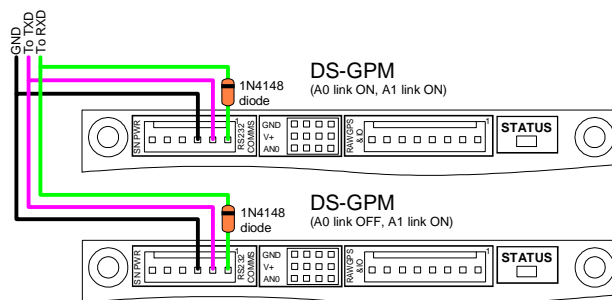 GND
To TXD
To RXD
DS-GPM
(A0 link ON, A1 link ON)
1N4148
diode
SN PWR
1
RS232
COMMS
GND
V+
AN0
RAW GPS
& IO
1
STATUS
DS-GPM
(A0 link OFF, A1 link ON)
1N4148
diode
SN PWR
1
RS232
COMMS
GND
V+
AN0
RAW GPS
& IO
1
STATUS